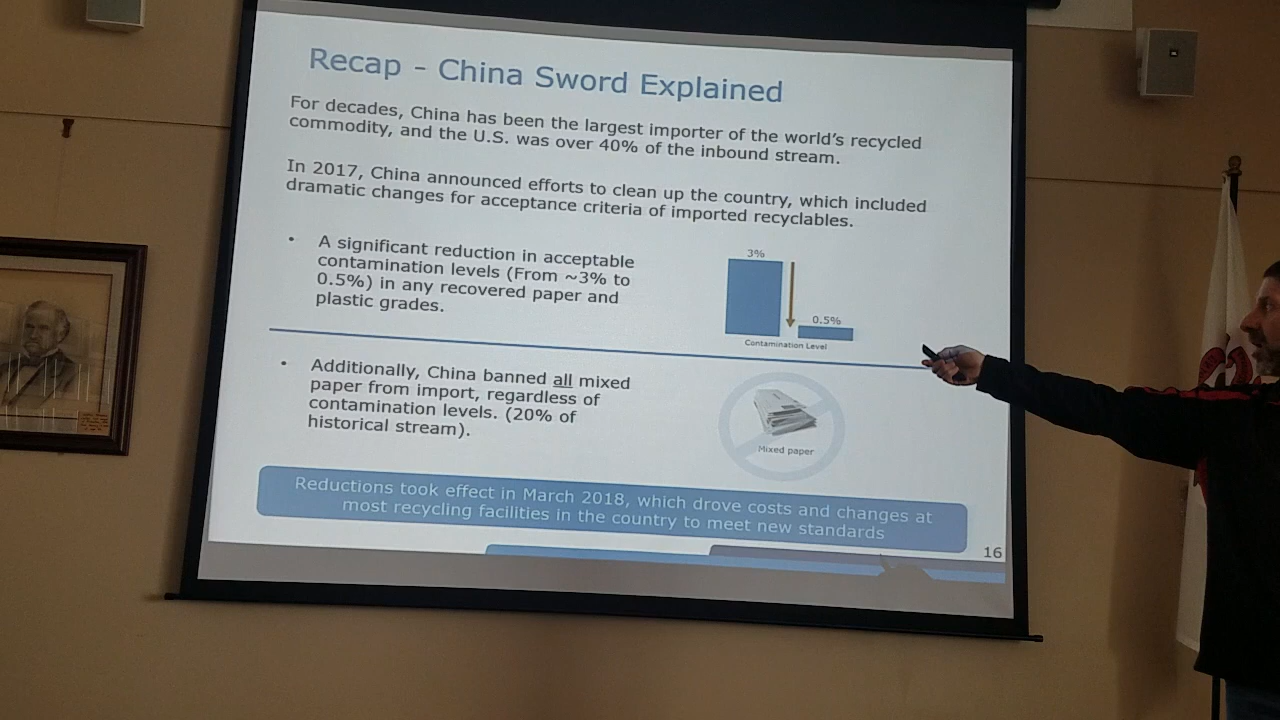 Recap - China Sword Explained
For decades, China has been the largest importer of the world's recycled
commodity, and the U.S. was over 40% of the inbound stream.
In 2017, China announced efforts to clean up the country, which included
dramatic changes for acceptance criteria of imported recyclables.
• A significant reduction in acceptable
contamination levels (From ~3% to
0.5%) in any recovered paper and
plastic grades.
3%
0.5%
Contamination Level
• Additionally, China banned all mixed
paper from import, regardless of
contamination levels. (20% of
historical stream).
Mixed paper
Reductions took effect in March 2018, which drove costs and changes at
most recycling facilities in the country to meet new standards
16